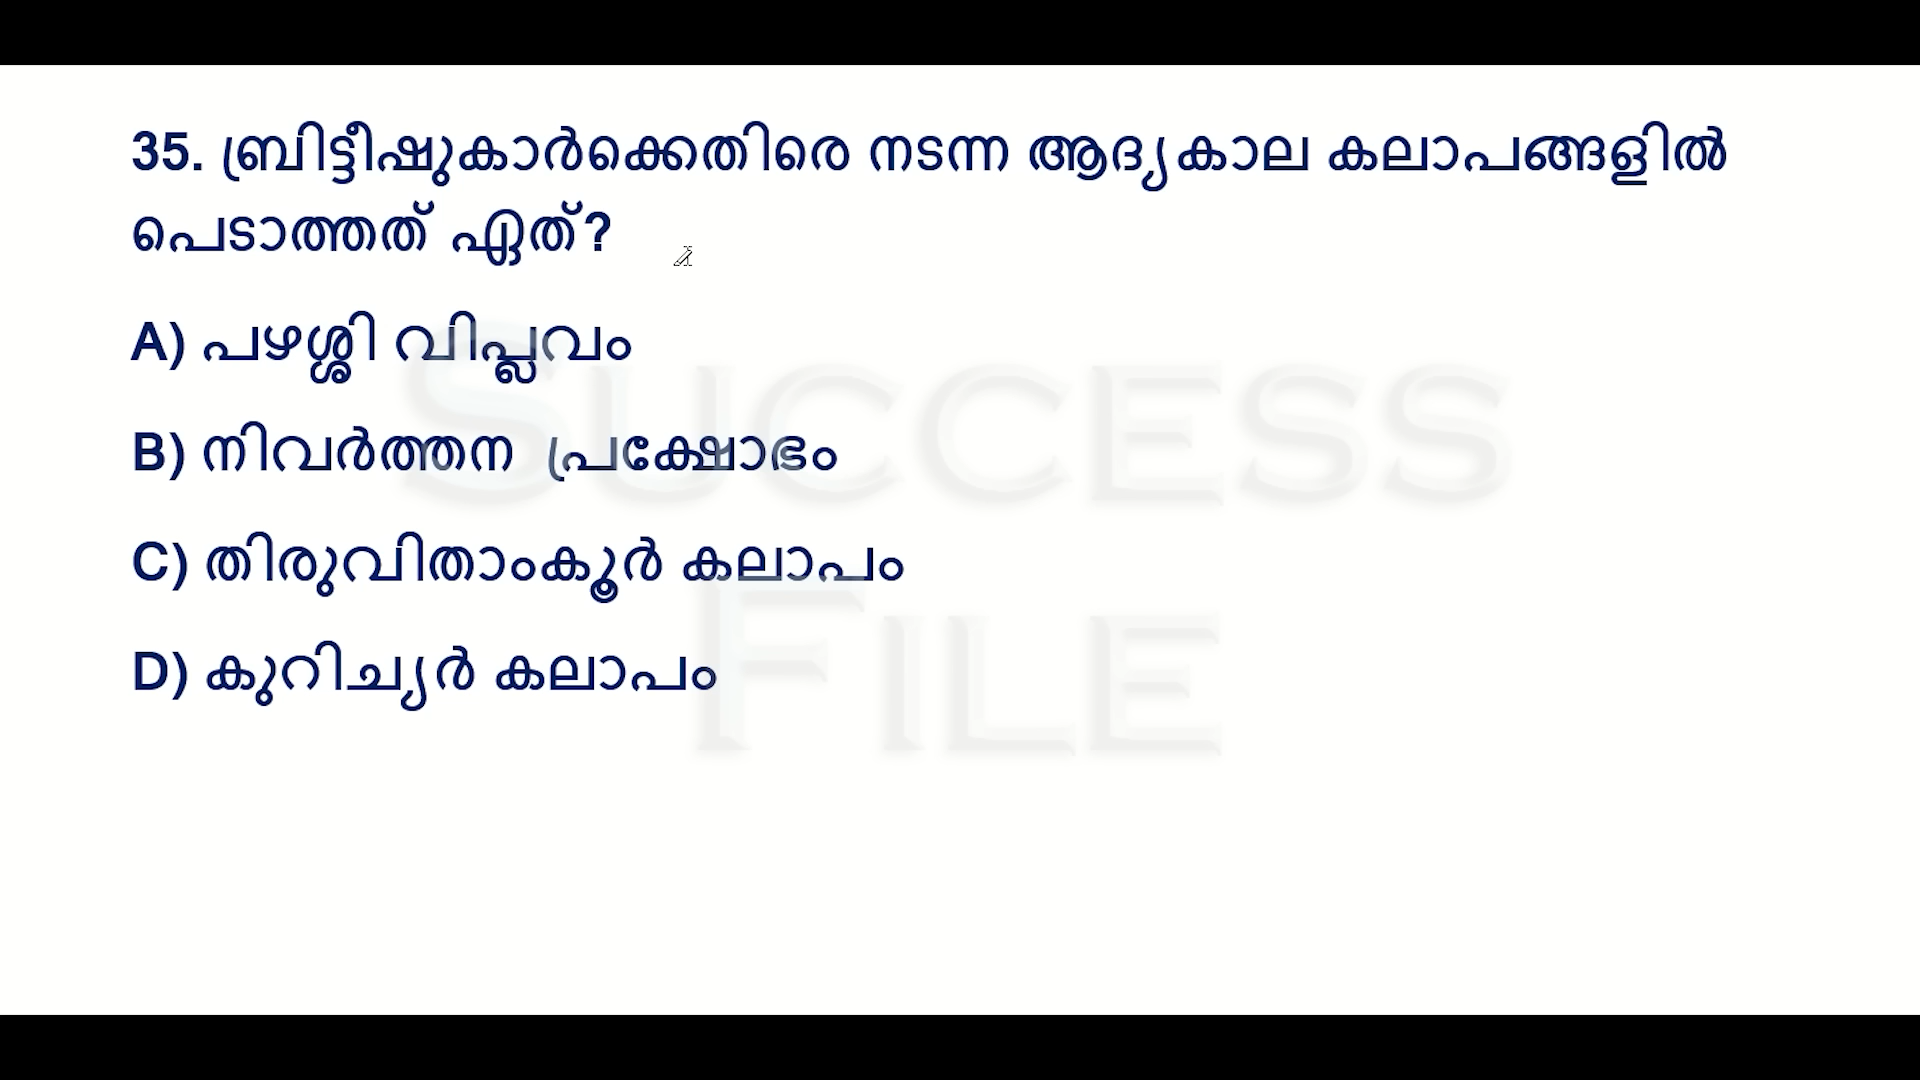 35. ബ്രിട്ടീഷുകാർക്കെതിരെ നടന്ന ആദ്യകാല കലാപങ്ങളിൽ
പെടാത്തത് ഏത്?
A) പഴശ്ശി വിപ്ലവം
B) നിവർത്തന പ്രക്ഷോഭം
C) തിരുവിതാംകൂർ കലാപം
D) കുറിച്യർ കലാപം
SUCCESS
FILE